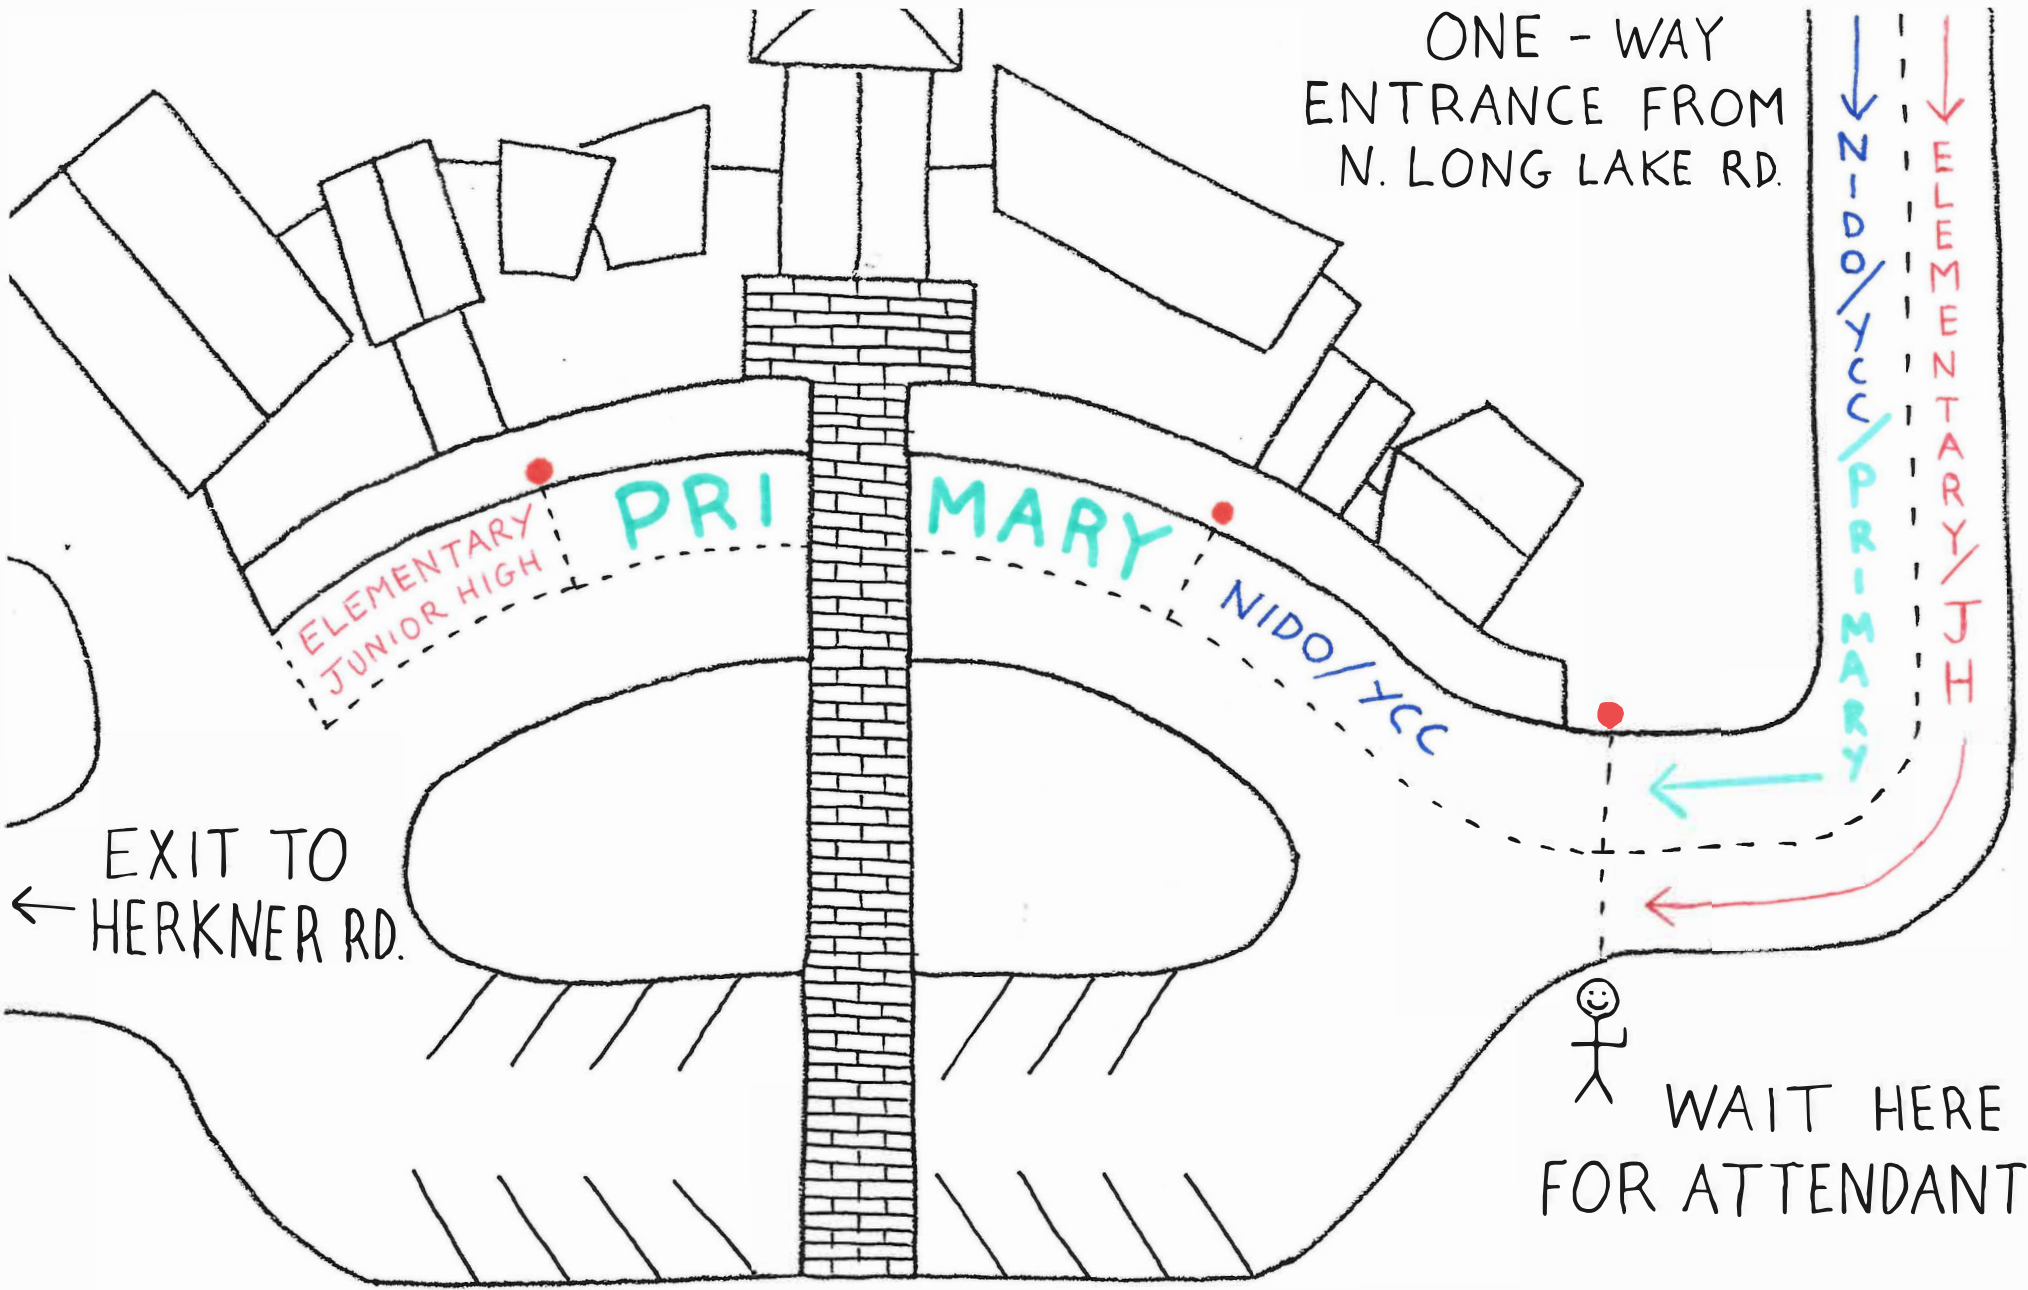 ONE - WAY
ENTRANCE FROM
N. LONG LAKE RD.
NIDO/YCC/PRIMARY
ELEMENTARY/JH
PRI MARY
ELEMENTARY
JUNIOR HIGH
NIDO/YCC
EXIT TO
HERKNER RD.
WAIT HERE
FOR ATTENDANT